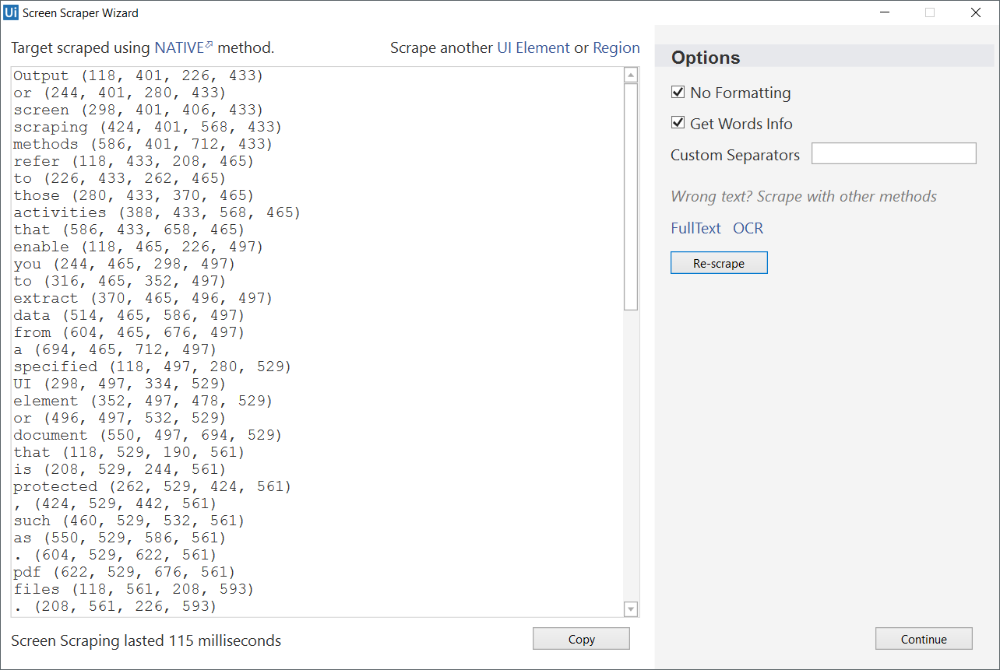 Ui Screen Scraper Wizard
Target scraped using NATIVE method.
Scrape another UI Element or Region
Output (118, 401, 226, 433)
or (244, 401, 280, 433)
screen (298, 401, 406, 433)
scraping (424, 401, 568, 433)
methods (586, 401, 712, 433)
refer (118, 433, 208, 465)
to (226, 433, 262, 465)
those (280, 433, 370, 465)
activities (388, 433, 568, 465)
that (586, 433, 658, 465)
enable (118, 465, 226, 497)
you (244, 465, 298, 497)
to (316, 465, 352, 497)
extract (370, 465, 496, 497)
data (514, 465, 586, 497)
from (604, 465, 676, 497)
a (694, 465, 712, 497)
specified (118, 497, 280, 529)
UI (298, 497, 334, 529)
element (352, 497, 478, 529)
or (496, 497, 532, 529)
document (550, 497, 694, 529)
that (118, 529, 190, 561)
is (208, 529, 244, 561)
protected (262, 529, 424, 561)
, (424, 529, 442, 561)
such (460, 529, 532, 561)
as (550, 529, 586, 561)
. (604, 529, 622, 561)
pdf (622, 529, 676, 561)
files (118, 561, 208, 593)
. (208, 561, 226, 593)
Screen Scraping lasted 115 milliseconds
Copy
Options
No Formatting
Get Words Info
Custom Separators
Wrong text? Scrape with other methods
FullText OCR
Re-scrape
Continue